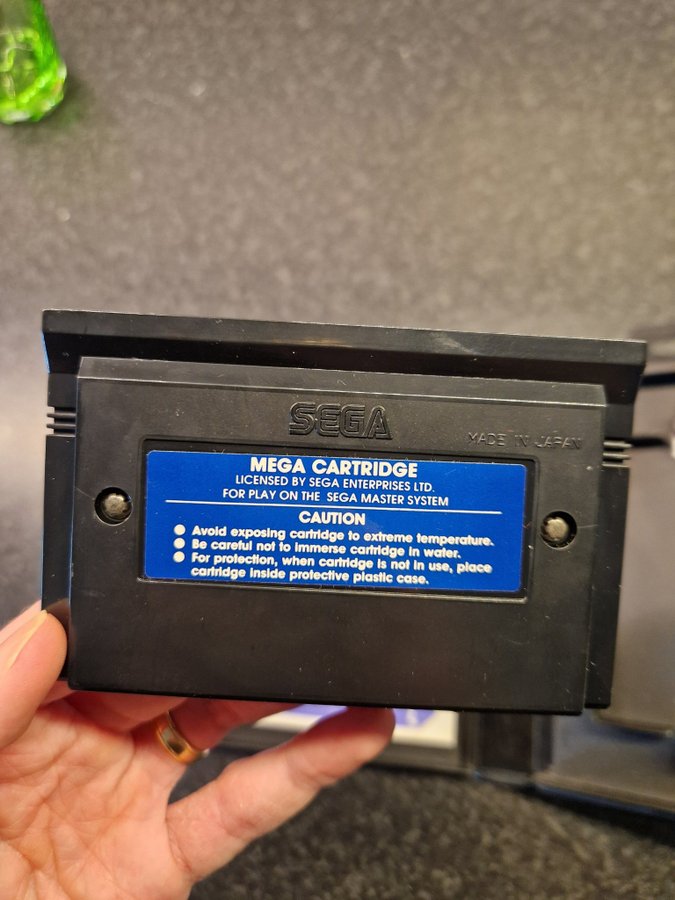 SEGA
MADE IN JAPAN
MEGA CARTRIDGE
LICENSED BY SEGA ENTERPRISES LTD.
FOR PLAY ON THE SEGA MASTER SYSTEM
CAUTION
● Avoid exposing cartridge to extreme temperature.
● Be careful not to immerse cartridge in water.
● For protection, when cartridge is not in use, place
cartridge inside protective plastic case.